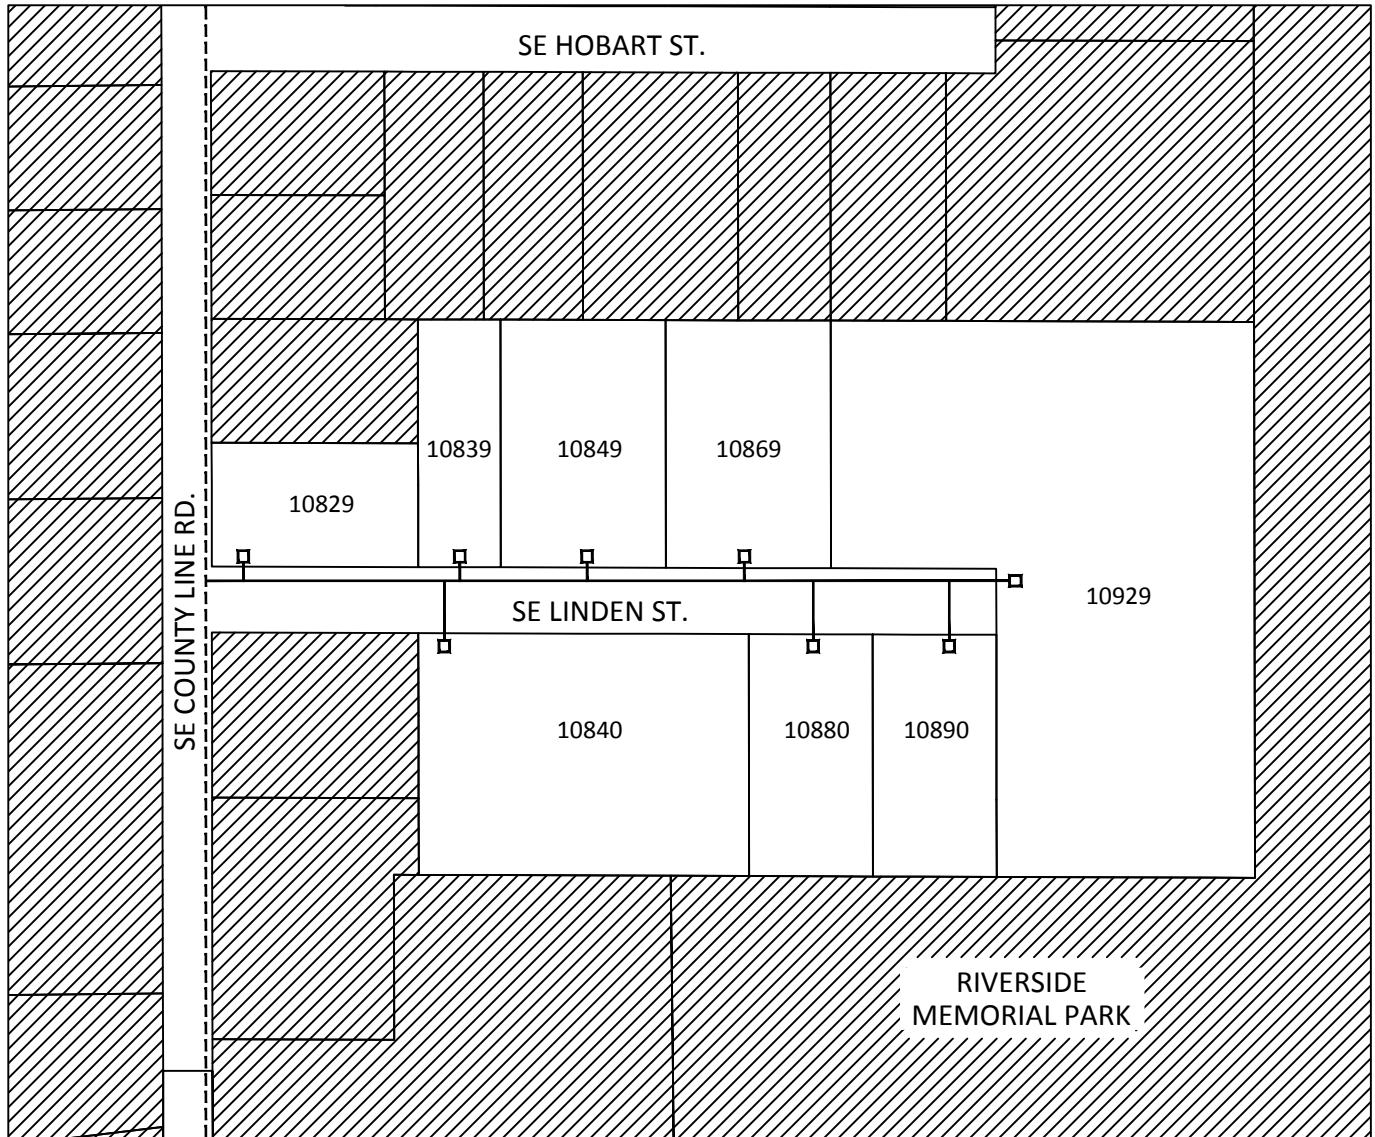 SE HOBART ST.
10839
10849
10869
10829
SE COUNTY LINE RD.
10929
SE LINDEN ST.
10840
10880
10890
RIVERSIDE
MEMORIAL PARK